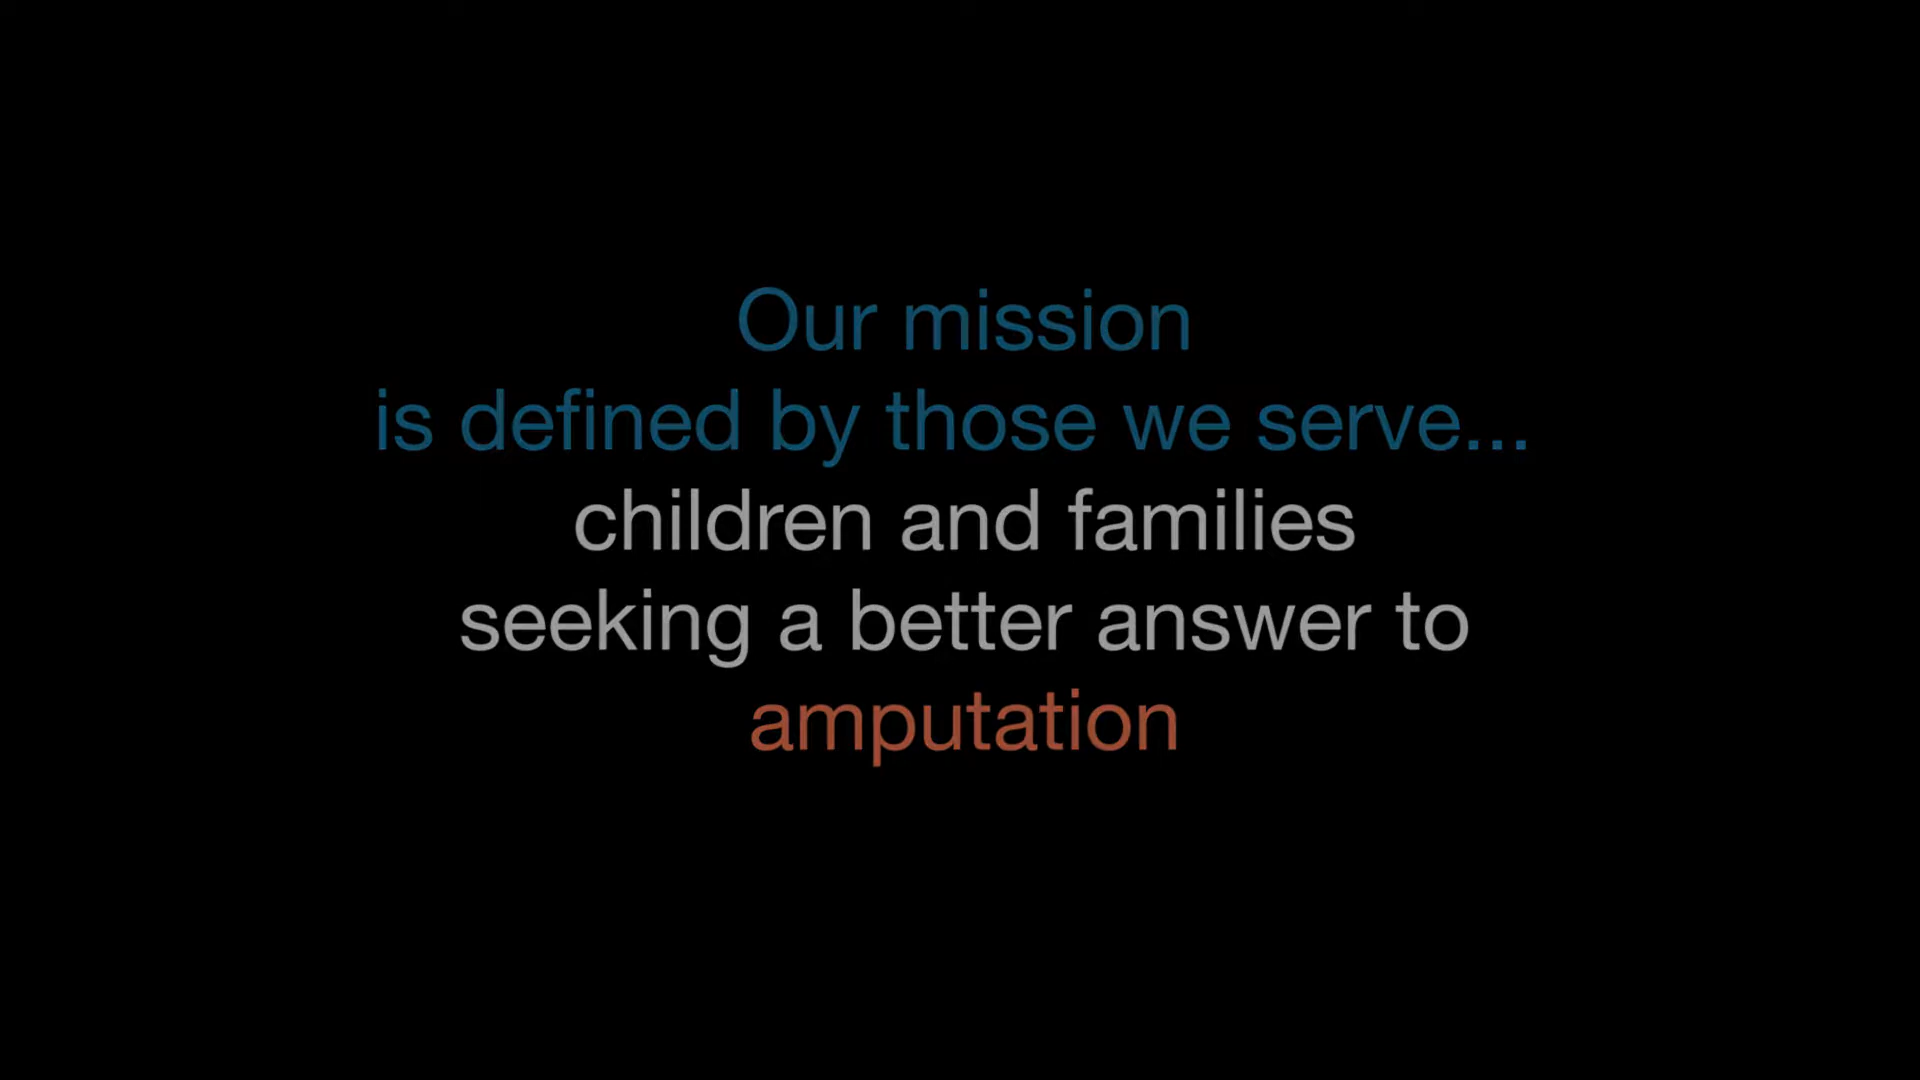 Our mission
is defined by those we serve...
children and families
seeking a better answer to
amputation